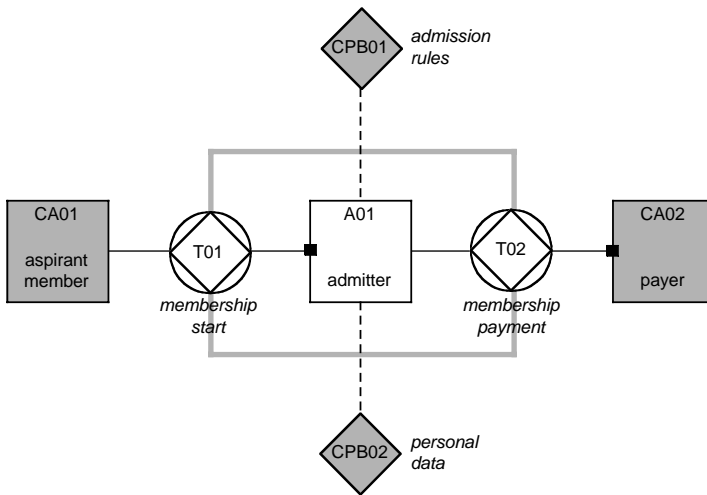 CPB01
admission
rules
CA01
aspirant
member
T01
membership
start
A01
admitter
T02
membership
payment
CA02
payer
CPB02
personal
data